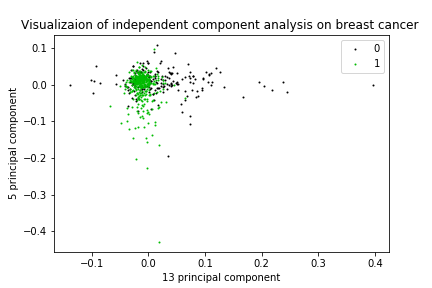 Visualizaion of independent component analysis on breast cancer
0
1
0.1
0.0
−0.1
−0.2
−0.3
−0.4
5 principal component
−0.1 0.0 0.1 0.2 0.3 0.4
13 principal component